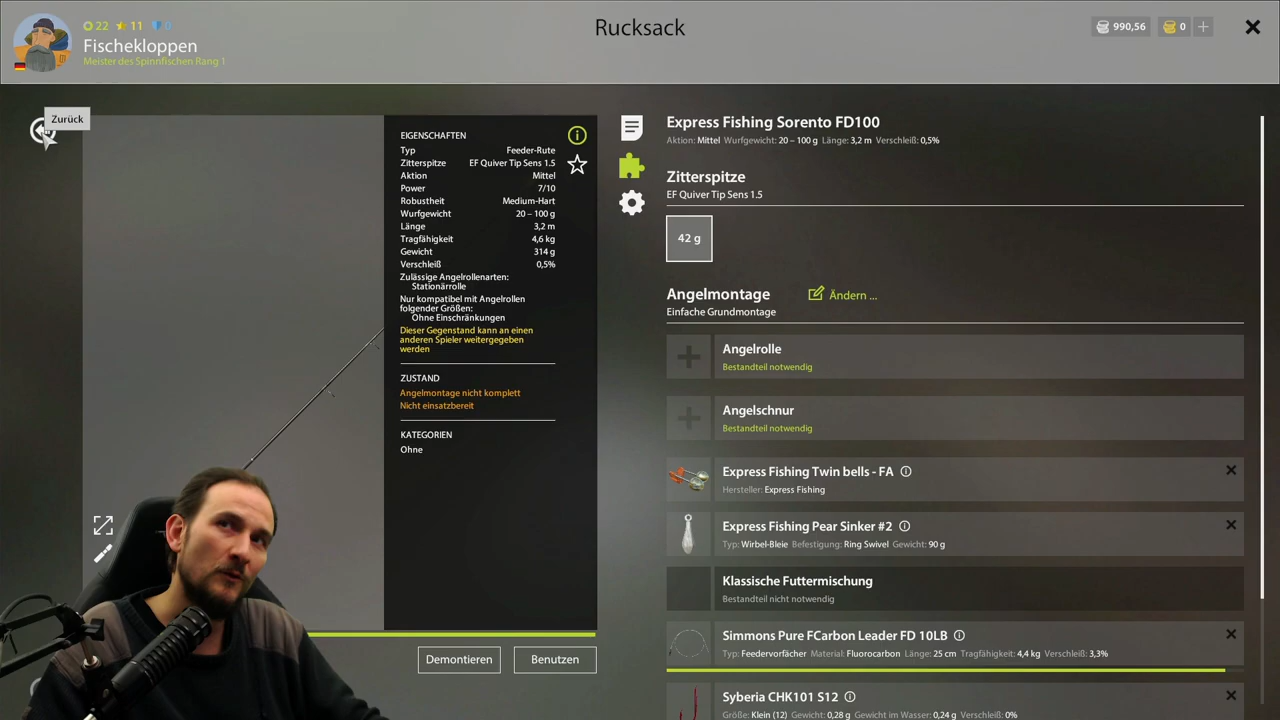 22 11 0
Rucksack
990,56 0
Fischekloppen
Meister des Spinnfischen Rang 1
Zurück
EIGENSCHAFTEN
Typ Feeder-Rute
Zitterspitze EF Quiver Tip Sens 1.5
Aktion Mittel
Power 7/10
Robustheit Medium-Hart
Wurfgewicht 20 – 100 g
Länge 3,2 m
Tragfähigkeit 4,6 kg
Gewicht 314 g
Verschleiß 0,5%
Zulässige Angelrollenarten:
Stationärrolle
Nur kompatibel mit Angelrollen
folgender Größen:
Ohne Einschränkungen
Dieser Gegenstand kann an einen
anderen Spieler weitergegeben
werden
ZUSTAND
Angelmontage nicht komplett
Nicht einsatzbereit
KATEGORIEN
Ohne
Demontieren
Benutzen
Express Fishing Sorento FD100
Aktion: Mittel Wurfgewicht: 20 – 100 g Länge: 3,2 m Verschleiß: 0,5%
Zitterspitze
EF Quiver Tip Sens 1.5
42 g
Angelmontage Ändern ...
Einfache Grundmontage
Angelrolle
Bestandteil notwendig
Angelschnur
Bestandteil notwendig
Express Fishing Twin bells - FA
Hersteller: Express Fishing
Express Fishing Pear Sinker #2
Typ: Wirbel-Bleie Befestigung: Ring Swivel Gewicht: 90 g
Klassische Futtermischung
Bestandteil nicht notwendig
Simmons Pure FCarbon Leader FD 10LB
Typ: Feedervorfächer Material: Fluorocarbon Länge: 25 cm Tragfähigkeit: 4,4 kg Verschleiß: 3,3%
Syberia CHK101 S12
Größe: Klein (12) Gewicht: 0,28 g Gewicht im Wasser: 0,24 g Verschleiß: 0%